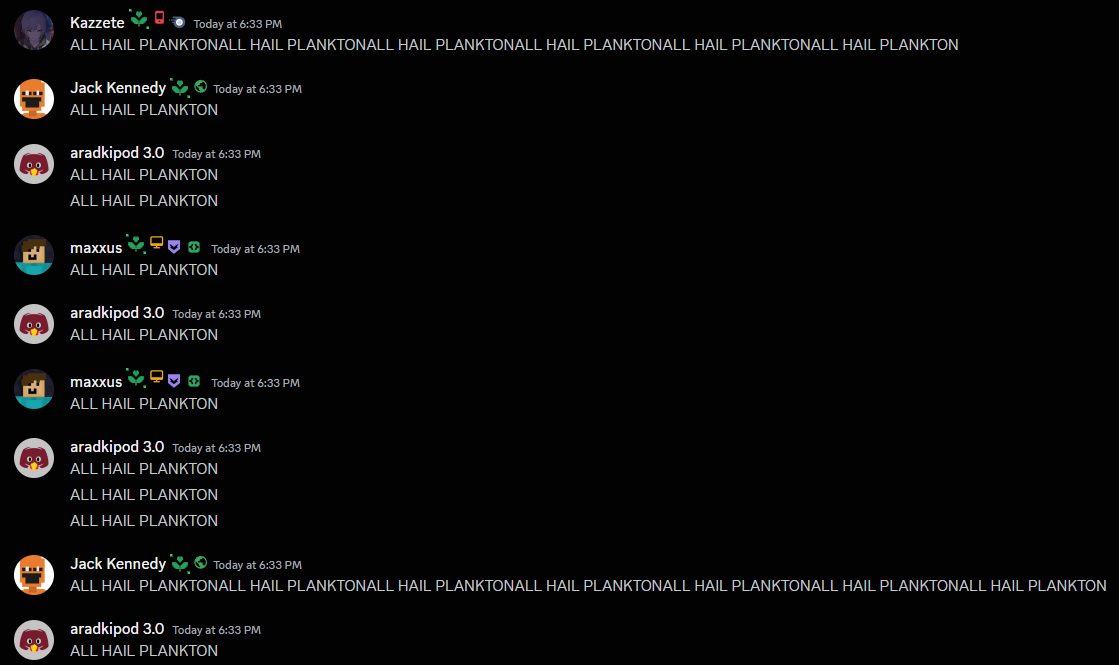 Kazzete Today at 6:33 PM
ALL HAIL PLANKTONALL HAIL PLANKTONALL HAIL PLANKTONALL HAIL PLANKTONALL HAIL PLANKTONALL HAIL PLANKTON
Jack Kennedy Today at 6:33 PM
ALL HAIL PLANKTON
aradkipod 3.0 Today at 6:33 PM
ALL HAIL PLANKTON
ALL HAIL PLANKTON
maxxus Today at 6:33 PM
ALL HAIL PLANKTON
aradkipod 3.0 Today at 6:33 PM
ALL HAIL PLANKTON
maxxus Today at 6:33 PM
ALL HAIL PLANKTON
aradkipod 3.0 Today at 6:33 PM
ALL HAIL PLANKTON
ALL HAIL PLANKTON
ALL HAIL PLANKTON
Jack Kennedy Today at 6:33 PM
ALL HAIL PLANKTONALL HAIL PLANKTONALL HAIL PLANKTONALL HAIL PLANKTONALL HAIL PLANKTONALL HAIL PLANKTONALL HAIL PLANKTON
aradkipod 3.0 Today at 6:33 PM
ALL HAIL PLANKTON